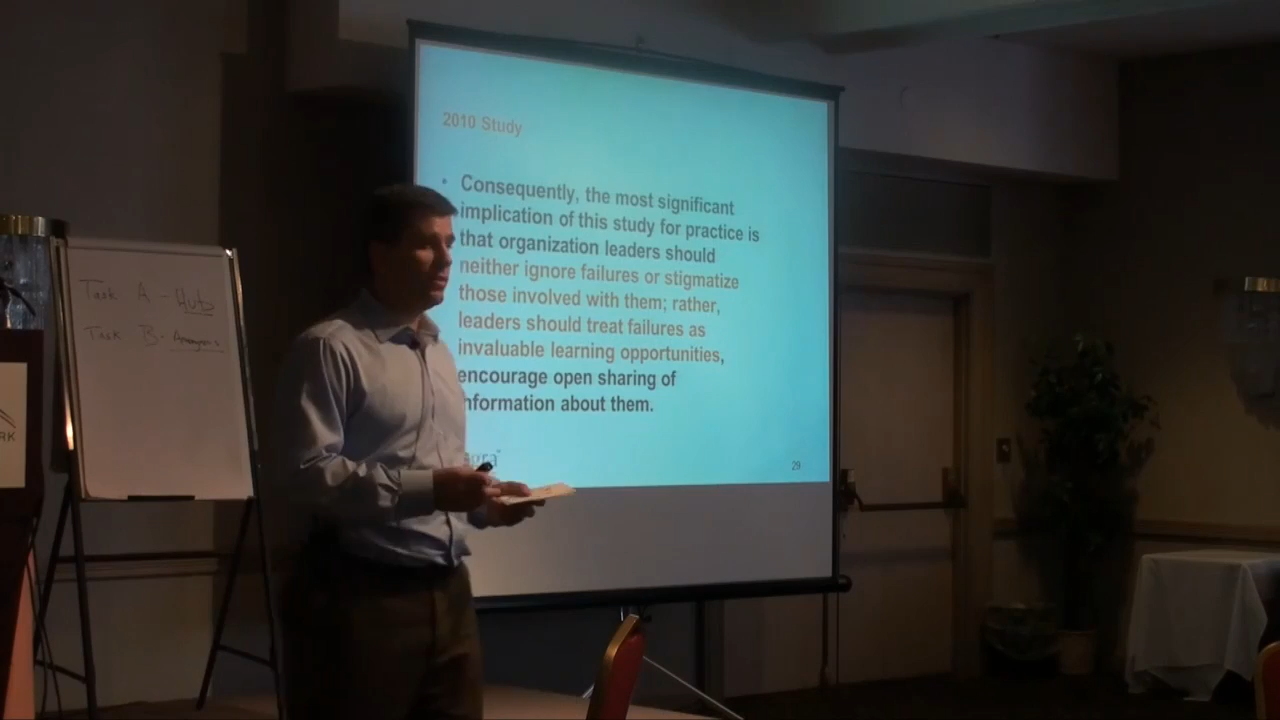 2010 Study
• Consequently, the most significant
implication of this study for practice is
that organization leaders should
neither ignore failures or stigmatize
those involved with them; rather,
leaders should treat failures as
invaluable learning opportunities,
encourage open sharing of
nformation about them.
29
Task A - Hub
Task B -
RK